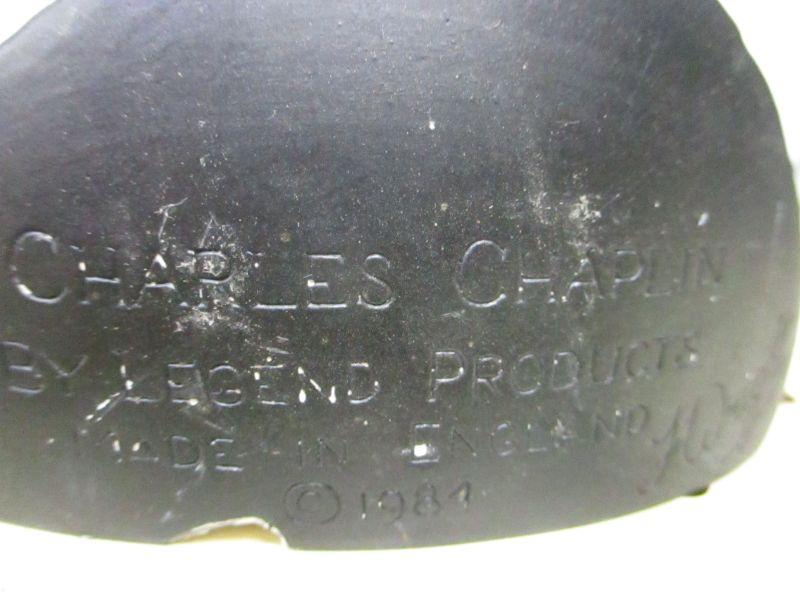 CHARLES CHAPLIN
BY LEGEND PRODUCTS
MADE IN ENGLAND
© 1984